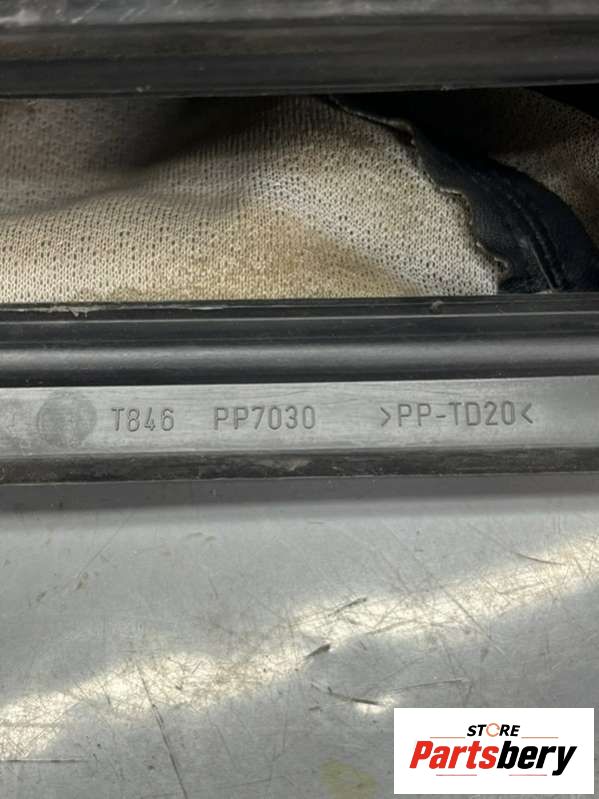 T846 PP7030 >PP-TD20<
STORE
Partsbery